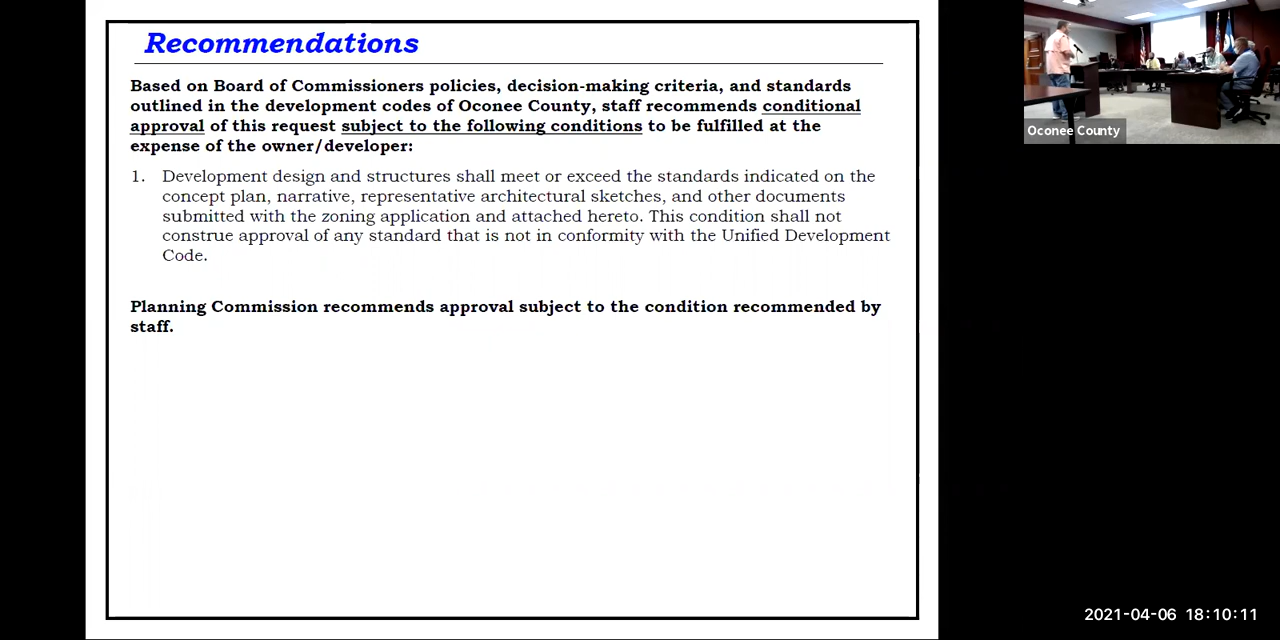 Recommendations
Based on Board of Commissioners policies, decision-making criteria, and standards
outlined in the development codes of Oconee County, staff recommends conditional
approval of this request subject to the following conditions to be fulfilled at the
expense of the owner/developer:
1. Development design and structures shall meet or exceed the standards indicated on the
concept plan, narrative, representative architectural sketches, and other documents
submitted with the zoning application and attached hereto. This condition shall not
construe approval of any standard that is not in conformity with the Unified Development
Code.
Planning Commission recommends approval subject to the condition recommended by
staff.
Oconee County
2021-04-06 18:10:11